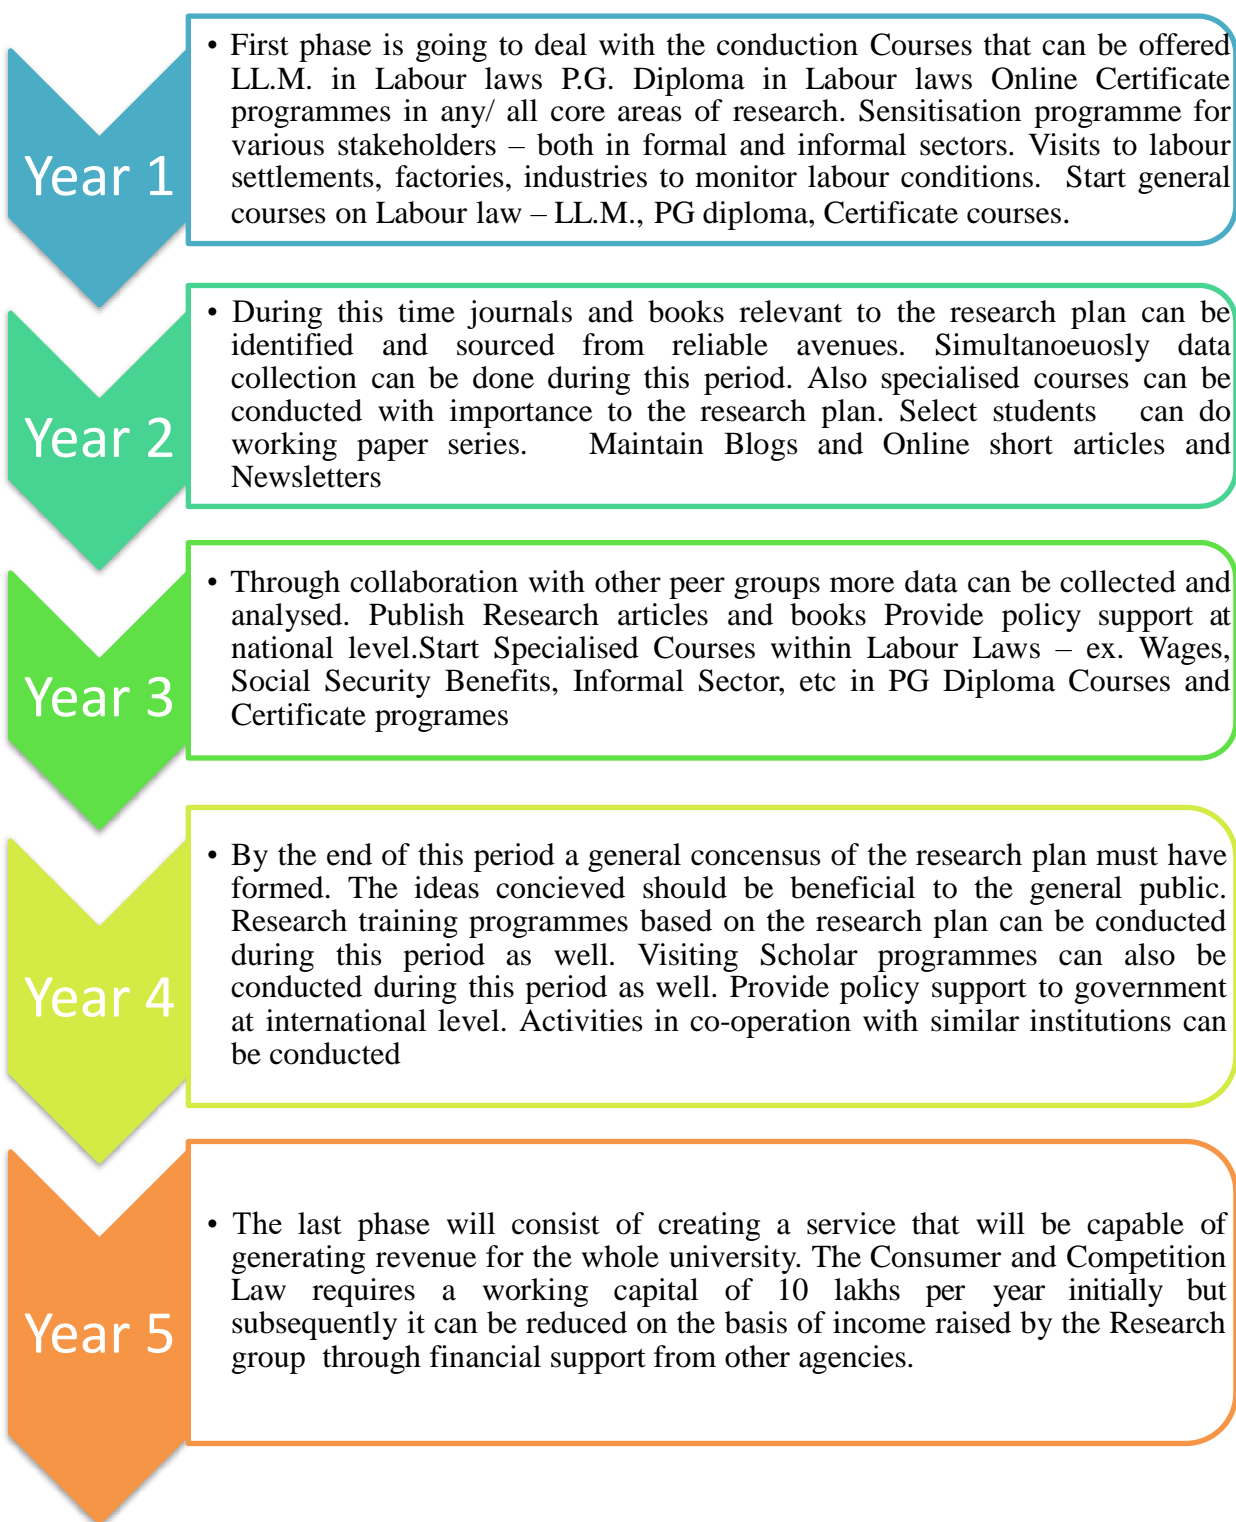 Year 1
• First phase is going to deal with the conduction Courses that can be offered
LL.M. in Labour laws P.G. Diploma in Labour laws Online Certificate
programmes in any/ all core areas of research. Sensitisation programme for
various stakeholders – both in formal and informal sectors. Visits to labour
settlements, factories, industries to monitor labour conditions. Start general
courses on Labour law – LL.M., PG diploma, Certificate courses.
Year 2
• During this time journals and books relevant to the research plan can be
identified and sourced from reliable avenues. Simultanoeuosly data
collection can be done during this period. Also specialised courses can be
conducted with importance to the research plan. Select students can do
working paper series. Maintain Blogs and Online short articles and
Newsletters
Year 3
• Through collaboration with other peer groups more data can be collected and
analysed. Publish Research articles and books Provide policy support at
national level.Start Specialised Courses within Labour Laws – ex. Wages,
Social Security Benefits, Informal Sector, etc in PG Diploma Courses and
Certificate programes
Year 4
• By the end of this period a general concensus of the research plan must have
formed. The ideas concieved should be beneficial to the general public.
Research training programmes based on the research plan can be conducted
during this period as well. Visiting Scholar programmes can also be
conducted during this period as well. Provide policy support to government
at international level. Activities in co-operation with similar institutions can
be conducted
Year 5
• The last phase will consist of creating a service that will be capable of
generating revenue for the whole university. The Consumer and Competition
Law requires a working capital of 10 lakhs per year initially but
subsequently it can be reduced on the basis of income raised by the Research
group through financial support from other agencies.